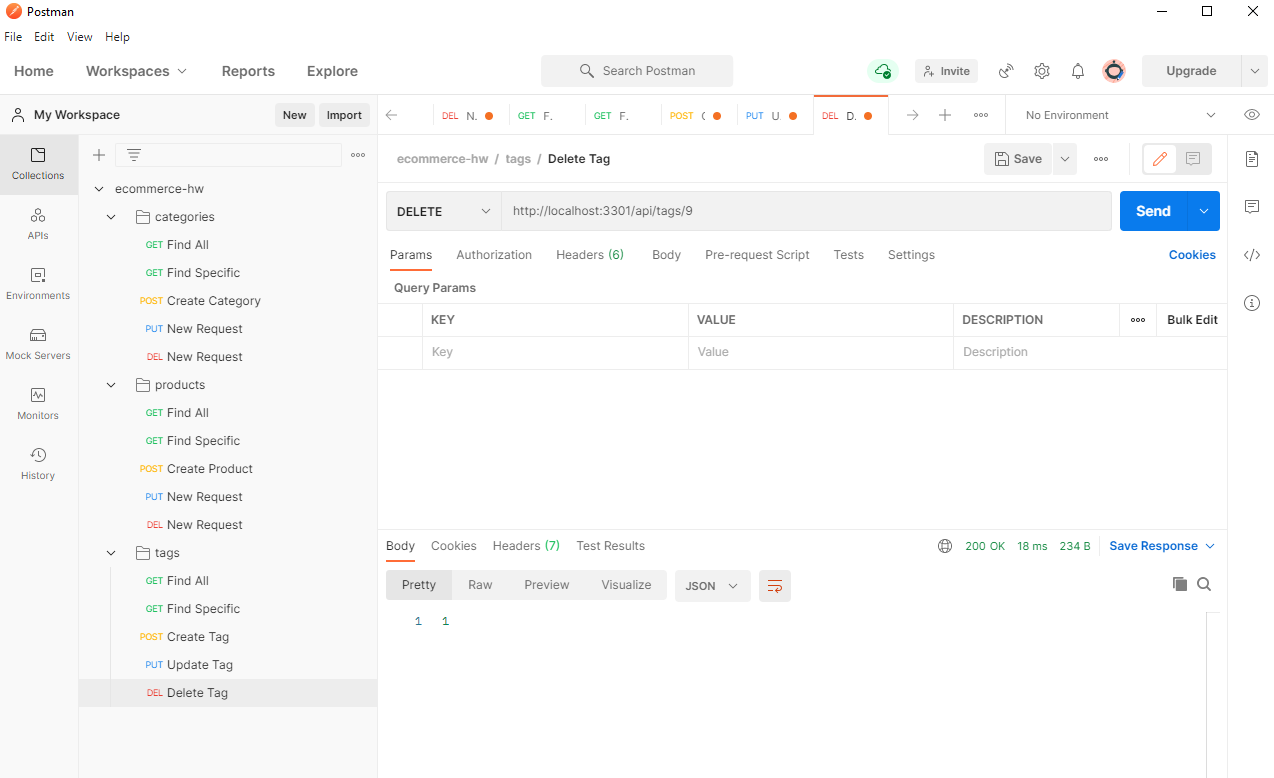 Postman
File Edit View Help
Home Workspaces Reports Explore Search Postman Invite Upgrade
My Workspace New Import
DEL N. GET F. GET F. POST PUT U. DEL D. No Environment
Collections
APIs
Environments
Mock Servers
Monitors
History
ecommerce-hw
categories
GET Find All
GET Find Specific
POST Create Category
PUT New Request
DEL New Request
products
GET Find All
GET Find Specific
POST Create Product
PUT New Request
DEL New Request
tags
GET Find All
GET Find Specific
POST Create Tag
PUT Update Tag
DEL Delete Tag
ecommerce-hw / tags / Delete Tag Save
DELETE http://localhost:3301/api/tags/9 Send
Params Authorization Headers (6) Body Pre-request Script Tests Settings Cookies
Query Params
KEY VALUE DESCRIPTION Bulk Edit
Key Value Description
Body Cookies Headers (7) Test Results 200 OK 18 ms 234 B Save Response
Pretty Raw Preview Visualize JSON
1 1